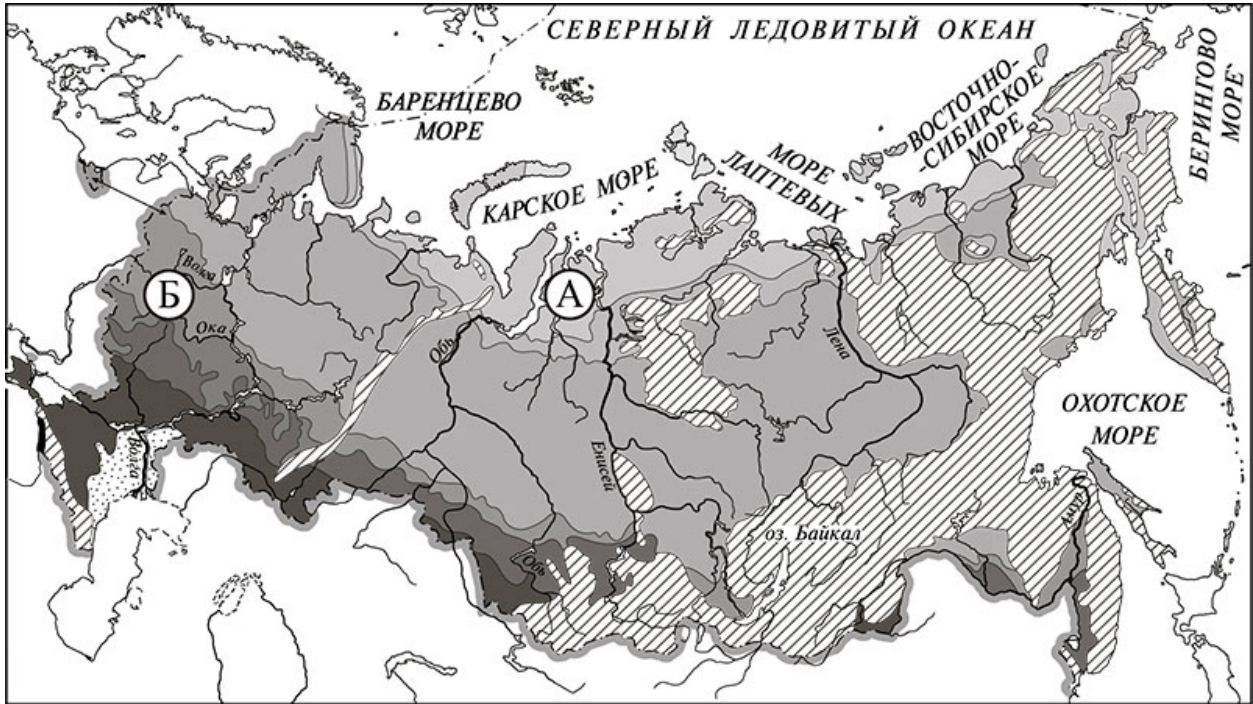 СЕВЕРНЫЙ ЛЕДОВИТЫЙ ОКЕАН
БАРЕНЦЕВО
МОРЕ
КАРСКОЕ МОРЕ
МОРЕ
ЛАПТЕВЫХ
ВОСТОЧНО-
СИБИРСКОЕ
МОРЕ
БЕРИНГОВО
МОРЕ
Волга
Б
А
Ока
Обь
Лена
ОХОТСКОЕ
МОРЕ
Волга
Енисей
Амур
оз. Байкал
Обь